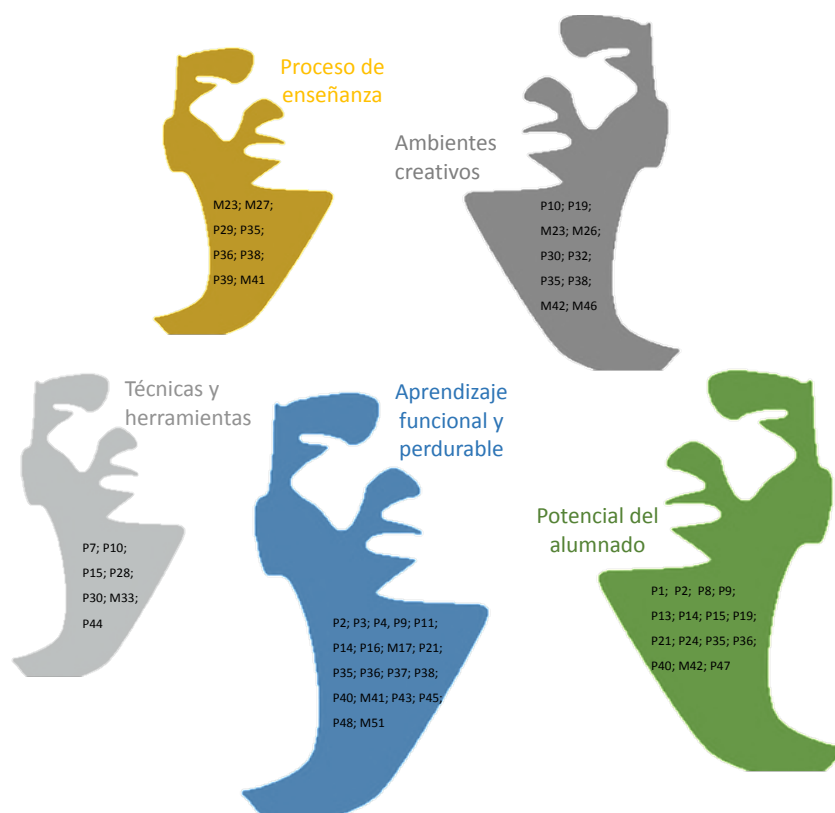 Proceso de
enseñanza
M23; M27;
P29; P35;
P36; P38;
P39; M41
Ambientes
creativos
P10; P19;
M23; M26;
P30; P32;
P35; P38;
M42; M46
Técnicas y
herramientas
P7; P10;
P15; P28;
P30; M33;
P44
Aprendizaje
funcional y
perdurable
P2; P3; P4, P9; P11;
P14; P16; M17; P21;
P35; P36; P37; P38;
P40; M41; P43; P45;
P48; M51
Potencial del
alumnado
P1; P2; P8; P9;
P13; P14; P15; P19;
P21; P24; P35; P36;
P40; M42; P47